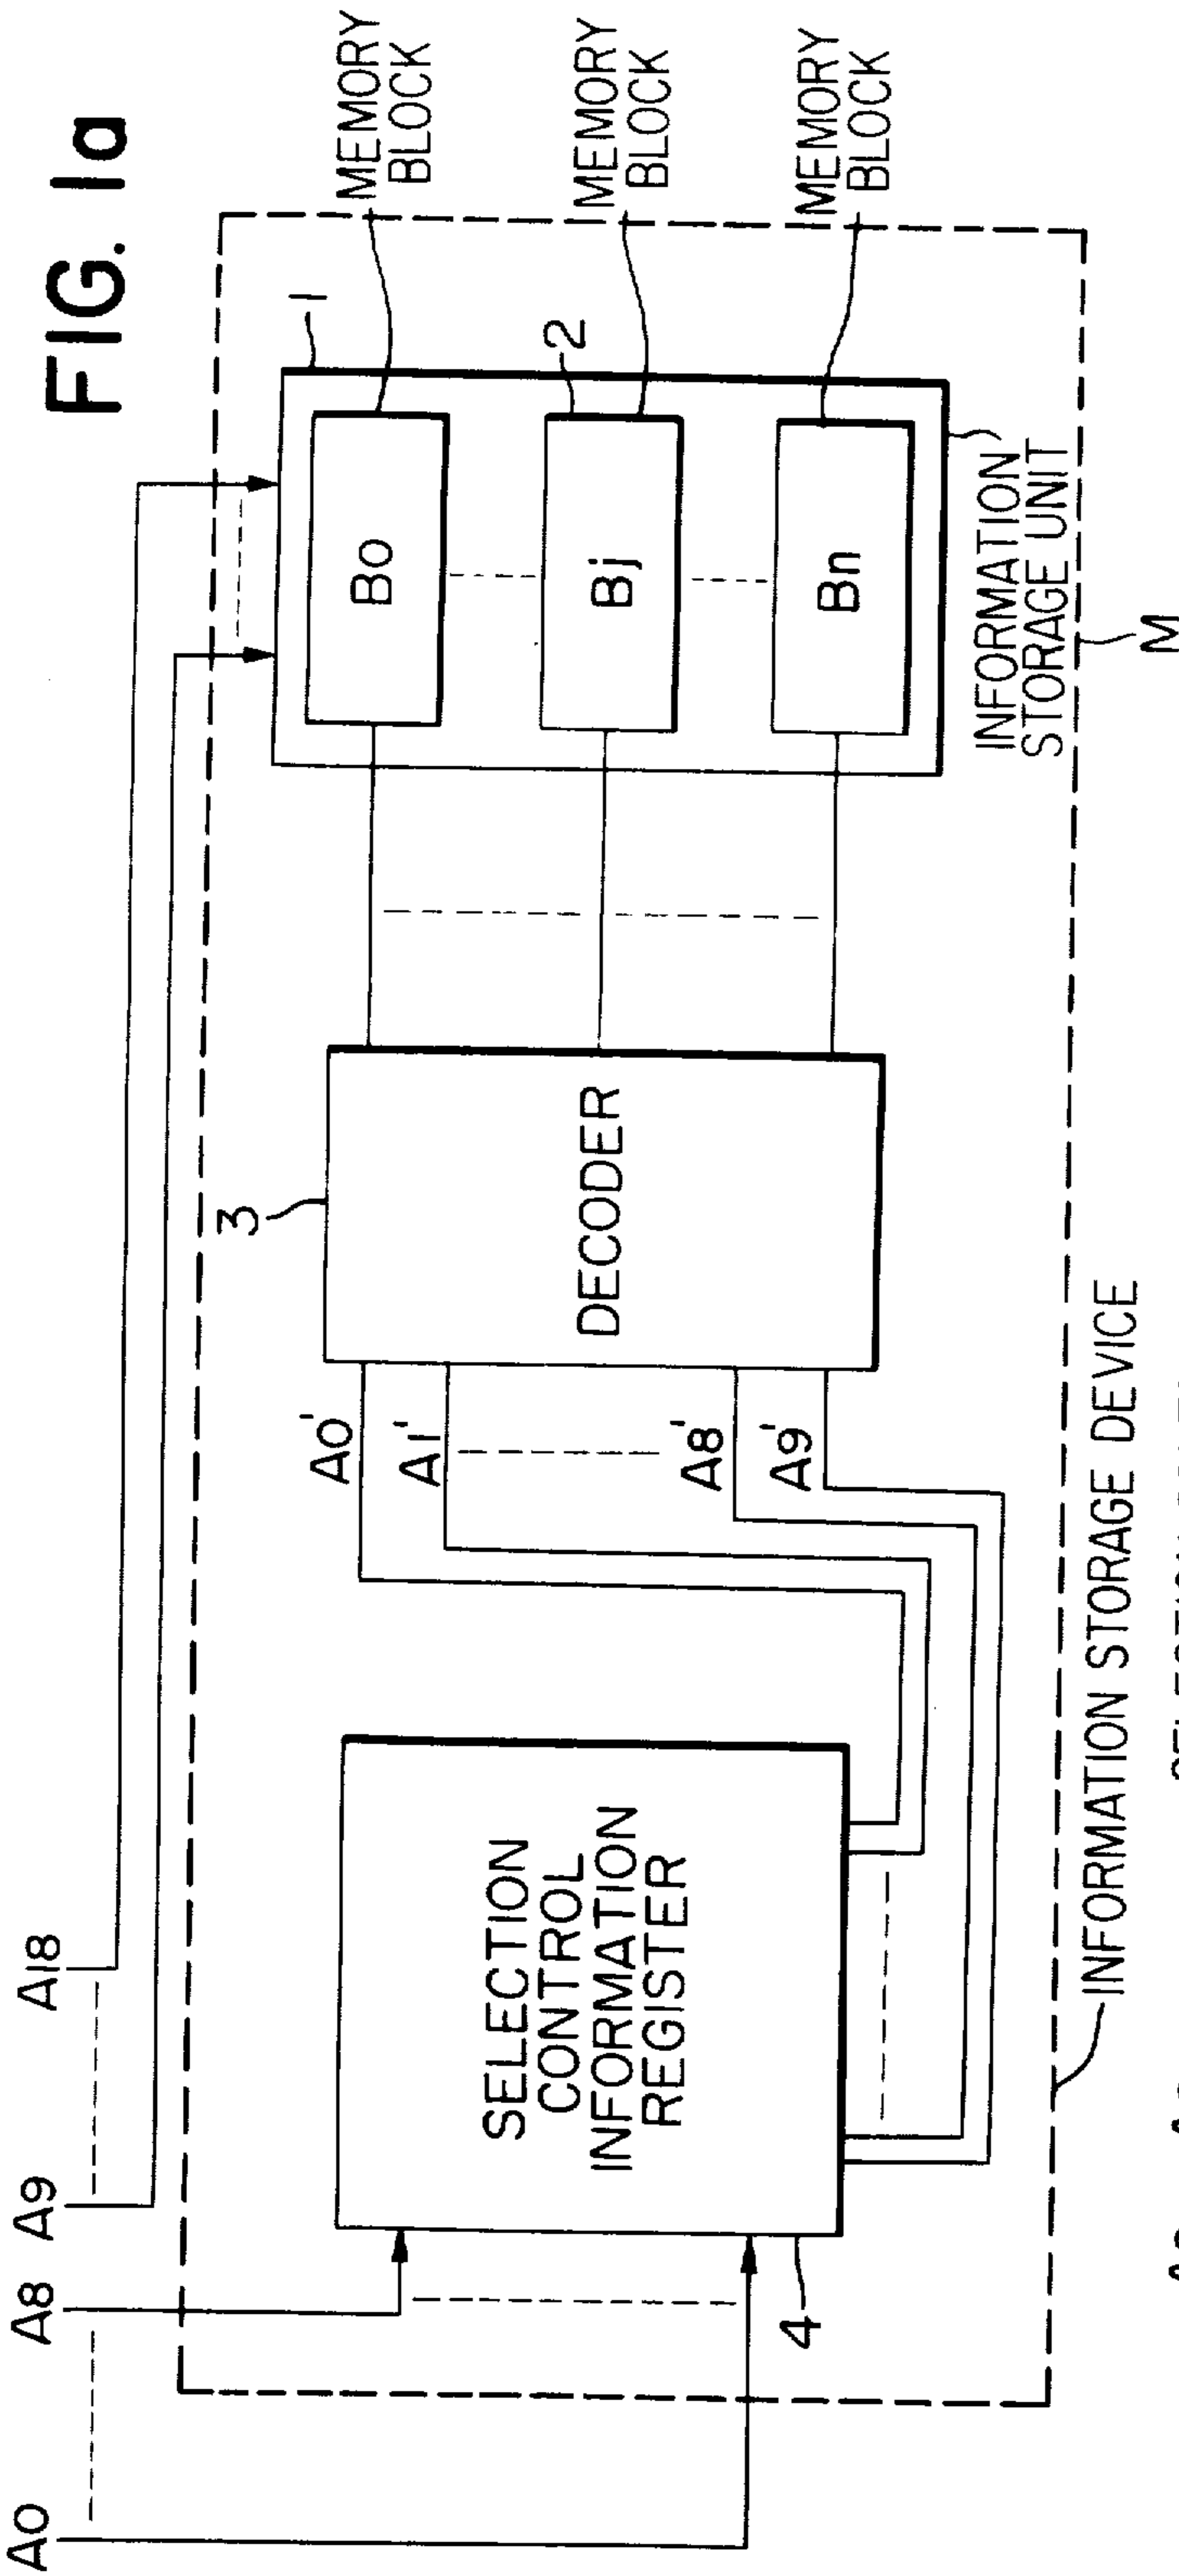 FIG. 1a
A0
A8
A9
A18
MEMORY
BLOCK
MEMORY
BLOCK
MEMORY
BLOCK
1
2
3
4
B0
Bj
Bn
DECODER
A0'
A1'
A8'
A9'
SELECTION
CONTROL
INFORMATION
REGISTER
INFORMATION
STORAGE UNIT
M
INFORMATION STORAGE DEVICE